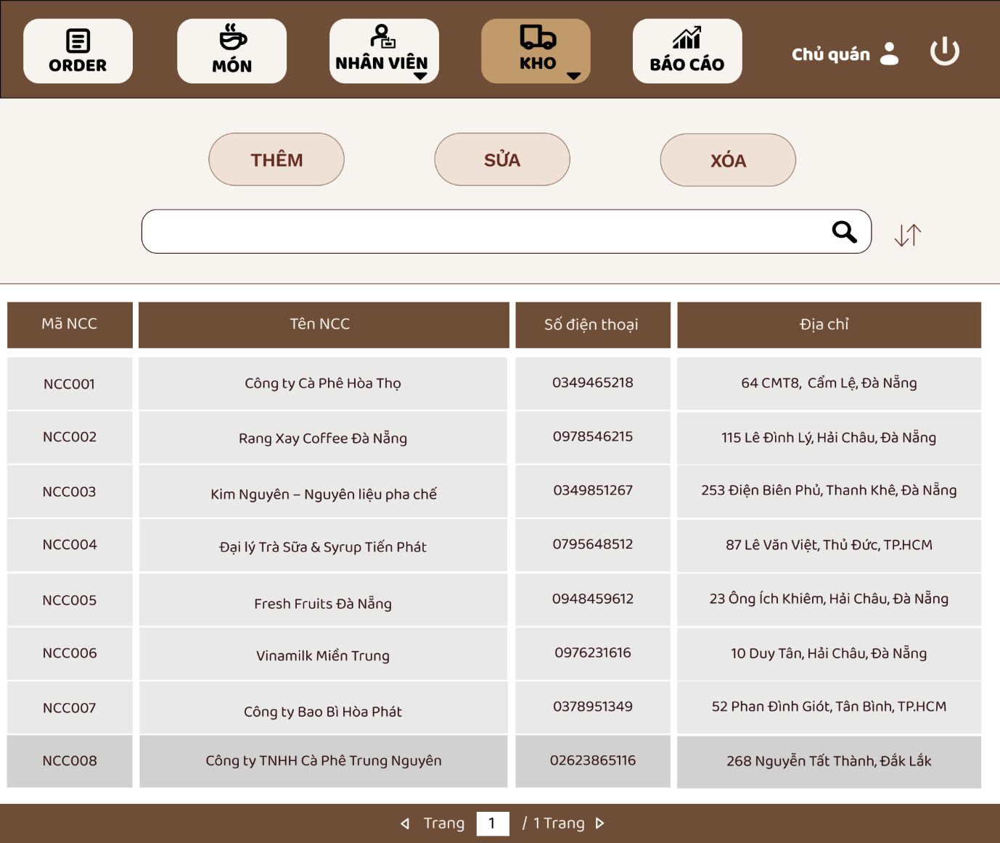 ORDER
MÓN
NHÂN VIÊN
KHO
BÁO CÁO
Chủ quán
THÊM
SỬA
XÓA
Mã NCC Tên NCC Số điện thoại Địa chỉ
NCC001 Công ty Cà Phê Hòa Thọ 0349465218 64 CMT8, Cẩm Lệ, Đà Nẵng
NCC002 Rang Xay Coffee Đà Nẵng 0978546215 115 Lê Đình Lý, Hải Châu, Đà Nẵng
NCC003 Kim Nguyên – Nguyên liệu pha chế 0349851267 253 Điện Biên Phủ, Thanh Khê, Đà Nẵng
NCC004 Đại lý Trà Sữa & Syrup Tiến Phát 0795648512 87 Lê Văn Việt, Thủ Đức, TP.HCM
NCC005 Fresh Fruits Đà Nẵng 0948459612 23 Ông Ích Khiêm, Hải Châu, Đà Nẵng
NCC006 Vinamilk Miền Trung 0976231616 10 Duy Tân, Hải Châu, Đà Nẵng
NCC007 Công ty Bao Bì Hòa Phát 0378951349 52 Phan Đình Giót, Tân Bình, TP.HCM
NCC008 Công ty TNHH Cà Phê Trung Nguyên 02623865116 268 Nguyễn Tất Thành, Đắk Lắk
Trang 1 / 1 Trang